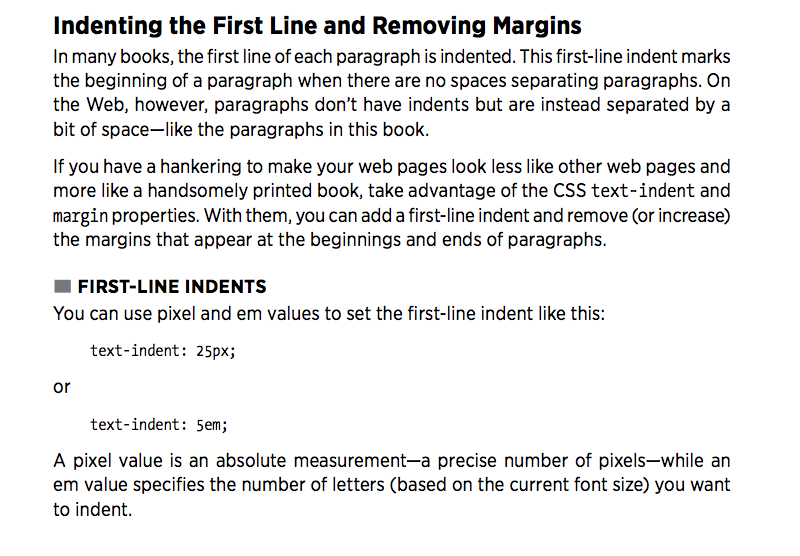 Indenting the First Line and Removing Margins
In many books, the first line of each paragraph is indented. This first-line indent marks
the beginning of a paragraph when there are no spaces separating paragraphs. On
the Web, however, paragraphs don’t have indents but are instead separated by a
bit of space—like the paragraphs in this book.
If you have a hankering to make your web pages look less like other web pages and
more like a handsomely printed book, take advantage of the CSS text-indent and
margin properties. With them, you can add a first-line indent and remove (or increase)
the margins that appear at the beginnings and ends of paragraphs.
FIRST-LINE INDENTS
You can use pixel and em values to set the first-line indent like this:
text-indent: 25px;
or
text-indent: 5em;
A pixel value is an absolute measurement—a precise number of pixels—while an
em value specifies the number of letters (based on the current font size) you want
to indent.